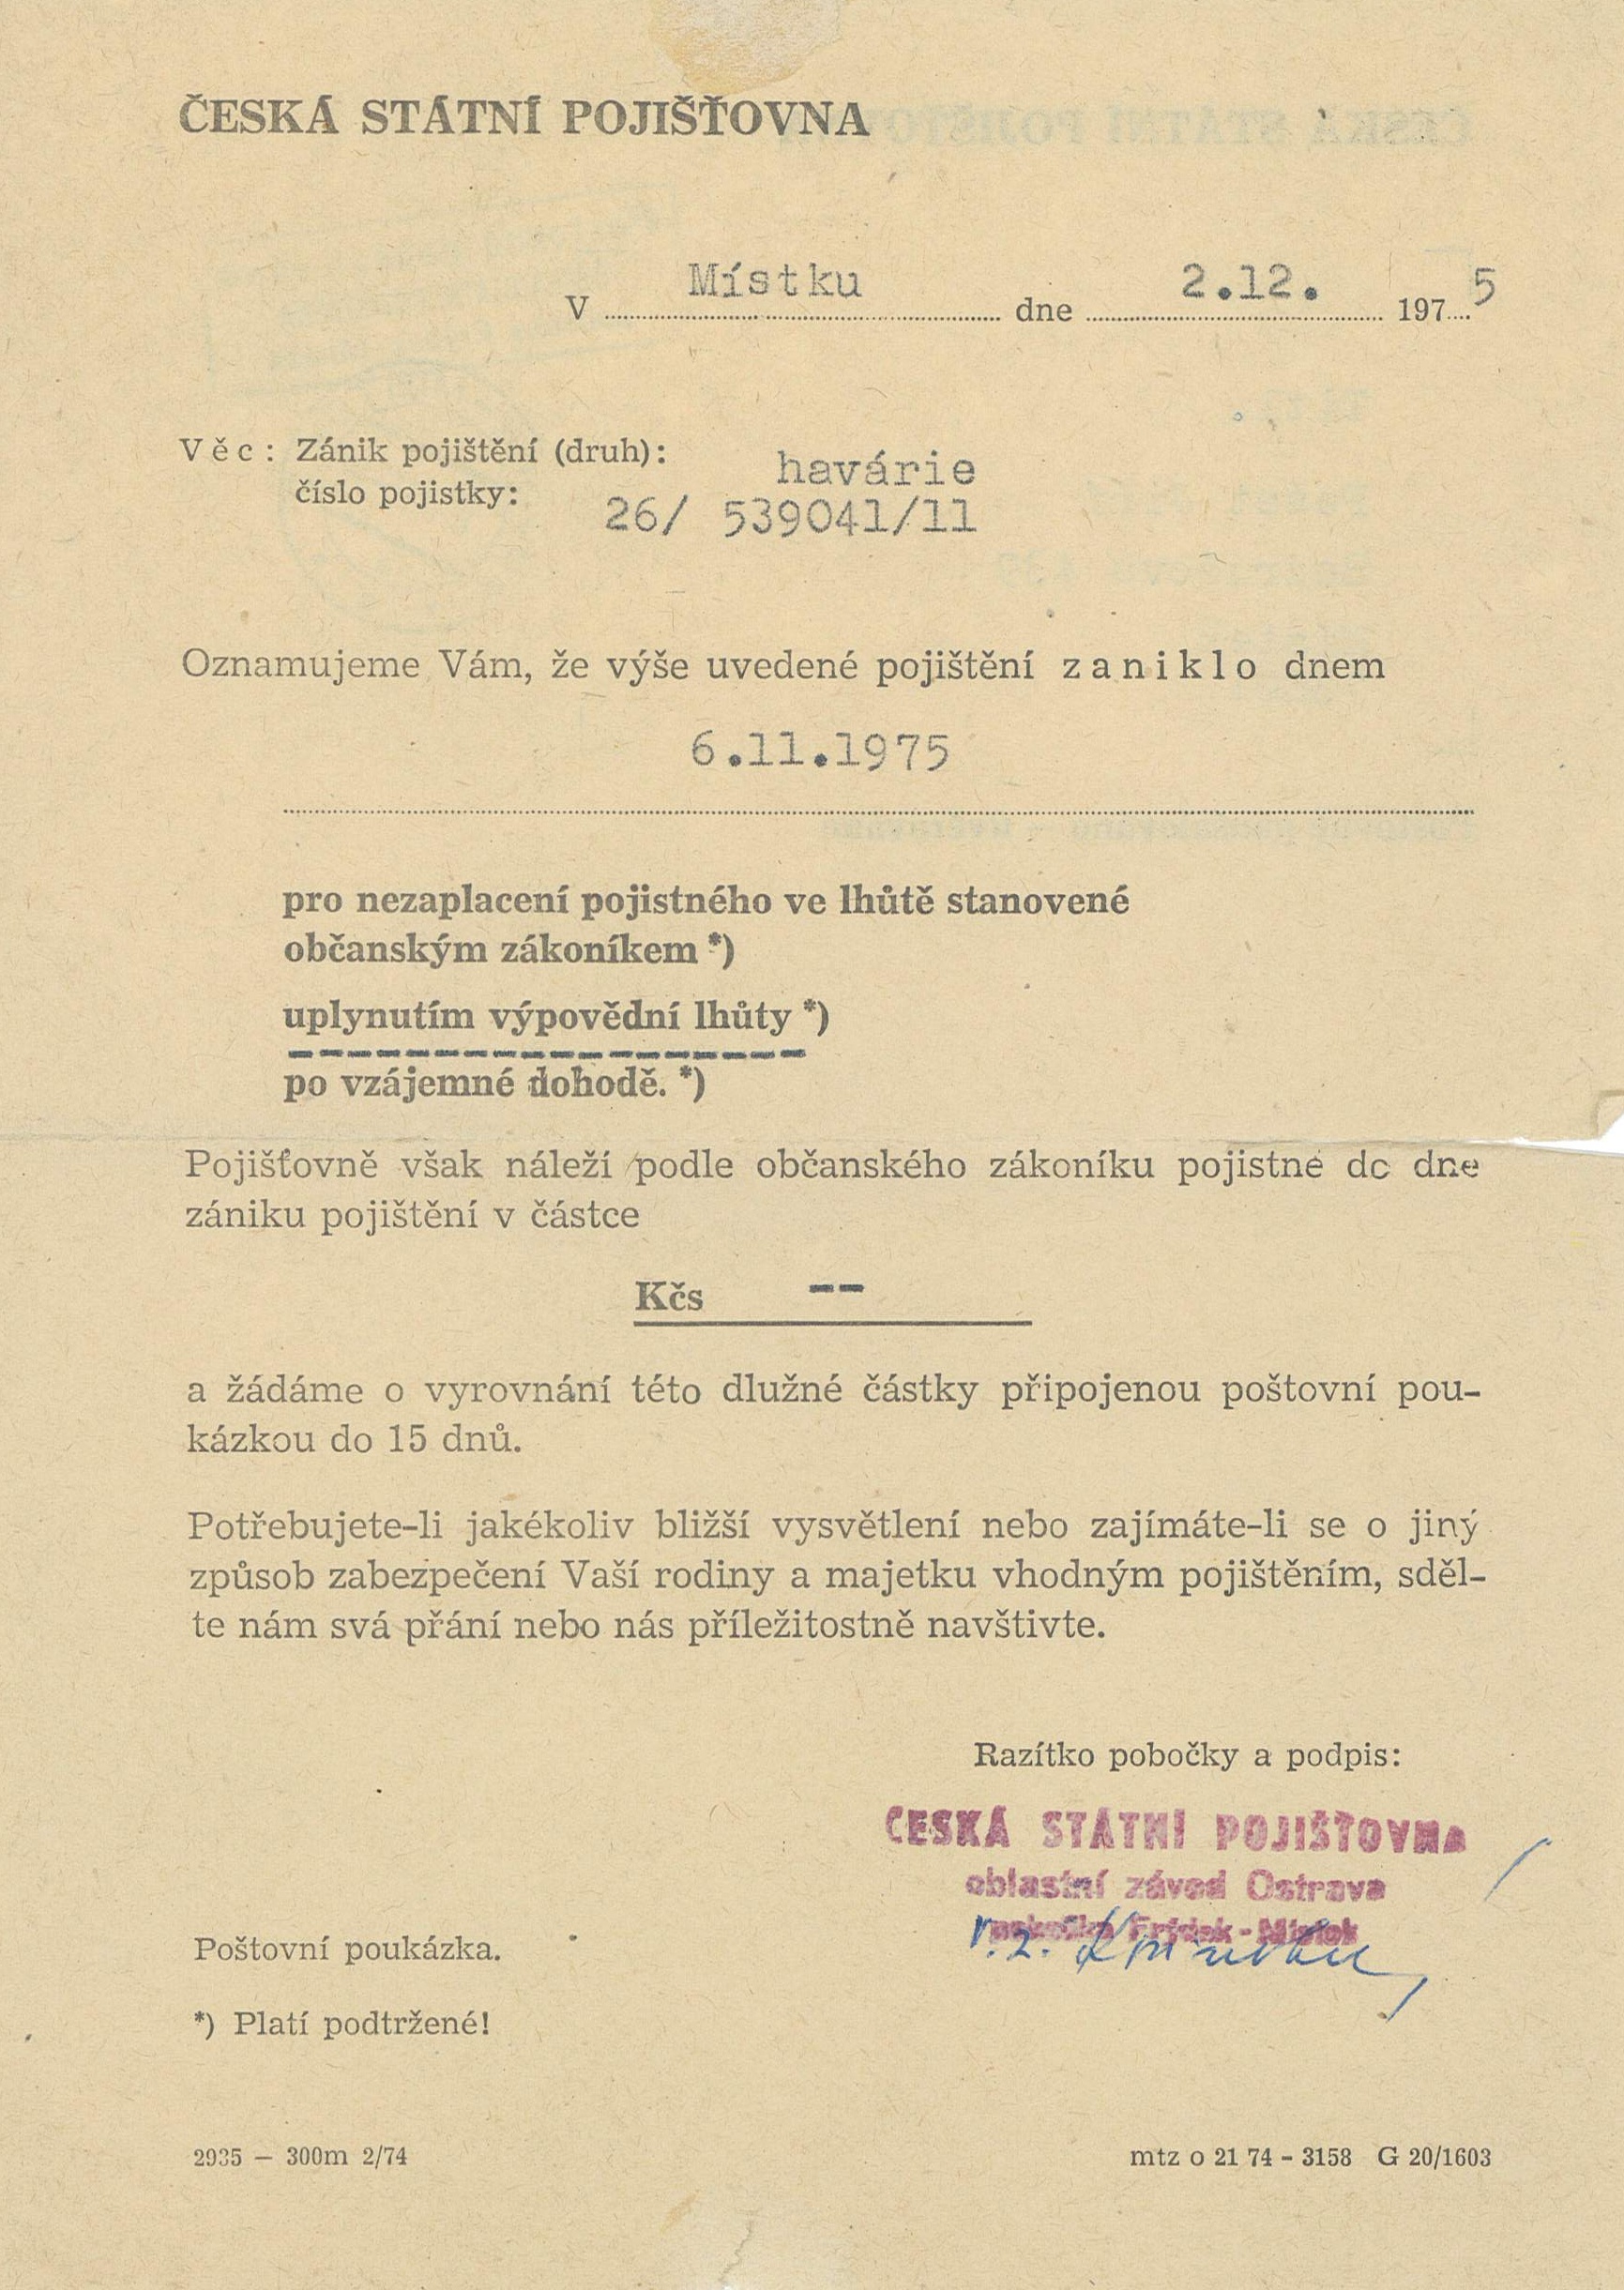 ČESKÁ STÁTNÍ POJIŠŤOVNA
V Místku dne 2.12. 197 5
Věc: Zánik pojištění (druh): havárie
číslo pojistky: 26/ 539041/11
Oznamujeme Vám, že výše uvedené pojištění zaniklo dnem
6.11.1975
pro nezaplacení pojistného ve lhůtě stanovené
občanským zákoníkem *)
uplynutím výpovědní lhůty *)
po vzájemné dohodě. *)
Pojišťovně však náleží podle občanského zákoníku pojistné do dne
zániku pojištění v částce
Kčs --
a žádáme o vyrovnání této dlužné částky připojenou poštovní pou-
kázkou do 15 dnů.
Potřebujete-li jakékoliv bližší vysvětlení nebo zajímáte-li se o jiný
způsob zabezpečení Vaší rodiny a majetku vhodným pojištěním, sděl-
te nám svá přání nebo nás příležitostně navštivte.
Razítko pobočky a podpis:
ČESKÁ STÁTNÍ POJIŠŤOVNA
oblastní závod Ostrava
pobočka Frýdek - Místek
Poštovní poukázka.
*) Platí podtržené!
2935 — 300m 2/74
mtz o 21 74 - 3158 G 20/1603